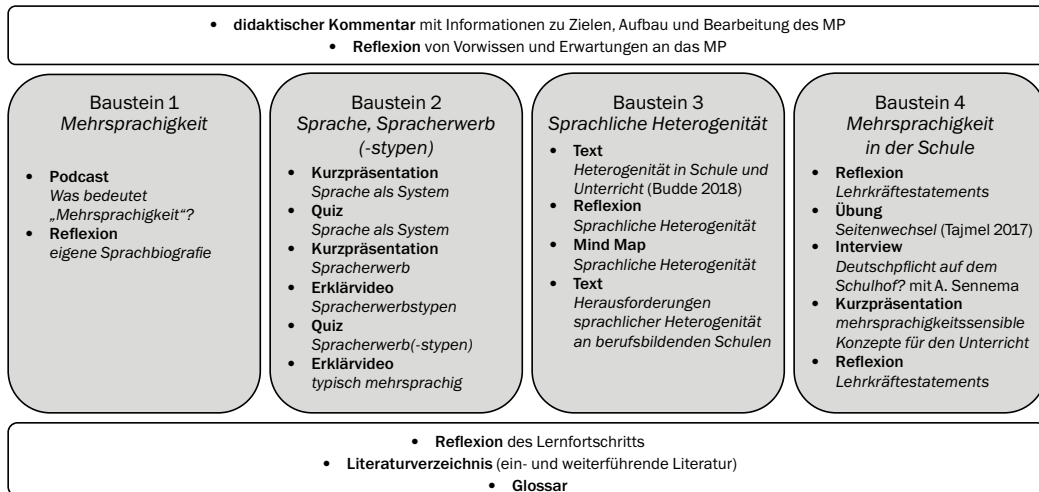 • didaktischer Kommentar mit Informationen zu Zielen, Aufbau und Bearbeitung des MP
• Reflexion von Vorwissen und Erwartungen an das MP
Baustein 1
Mehrsprachigkeit
• Podcast
Was bedeutet
„Mehrsprachigkeit“?
• Reflexion
eigene Sprachbiografie
Baustein 2
Sprache, Spracherwerb
(-stypen)
• Kurzpräsentation
Sprache als System
• Quiz
Sprache als System
• Kurzpräsentation
Spracherwerb
• Erklärvideo
Spracherwerbstypen
• Quiz
Spracherwerb(-stypen)
• Erklärvideo
typisch mehrsprachig
Baustein 3
Sprachliche Heterogenität
• Text
Heterogenität in Schule und
Unterricht (Budde 2018)
• Reflexion
Sprachliche Heterogenität
• Mind Map
Sprachliche Heterogenität
• Text
Herausforderungen
sprachlicher Heterogenität
an berufsbildenden Schulen
Baustein 4
Mehrsprachigkeit
in der Schule
• Reflexion
Lehrkräftestatements
• Übung
Seitenwechsel (Tajmel 2017)
• Interview
Deutschpflicht auf dem
Schulhof? mit A. Sennema
• Kurzpräsentation
mehrsprachigkeitssensible
Konzepte für den Unterricht
• Reflexion
Lehrkräftestatements
• Reflexion des Lernfortschritts
• Literaturverzeichnis (ein- und weiterführende Literatur)
• Glossar